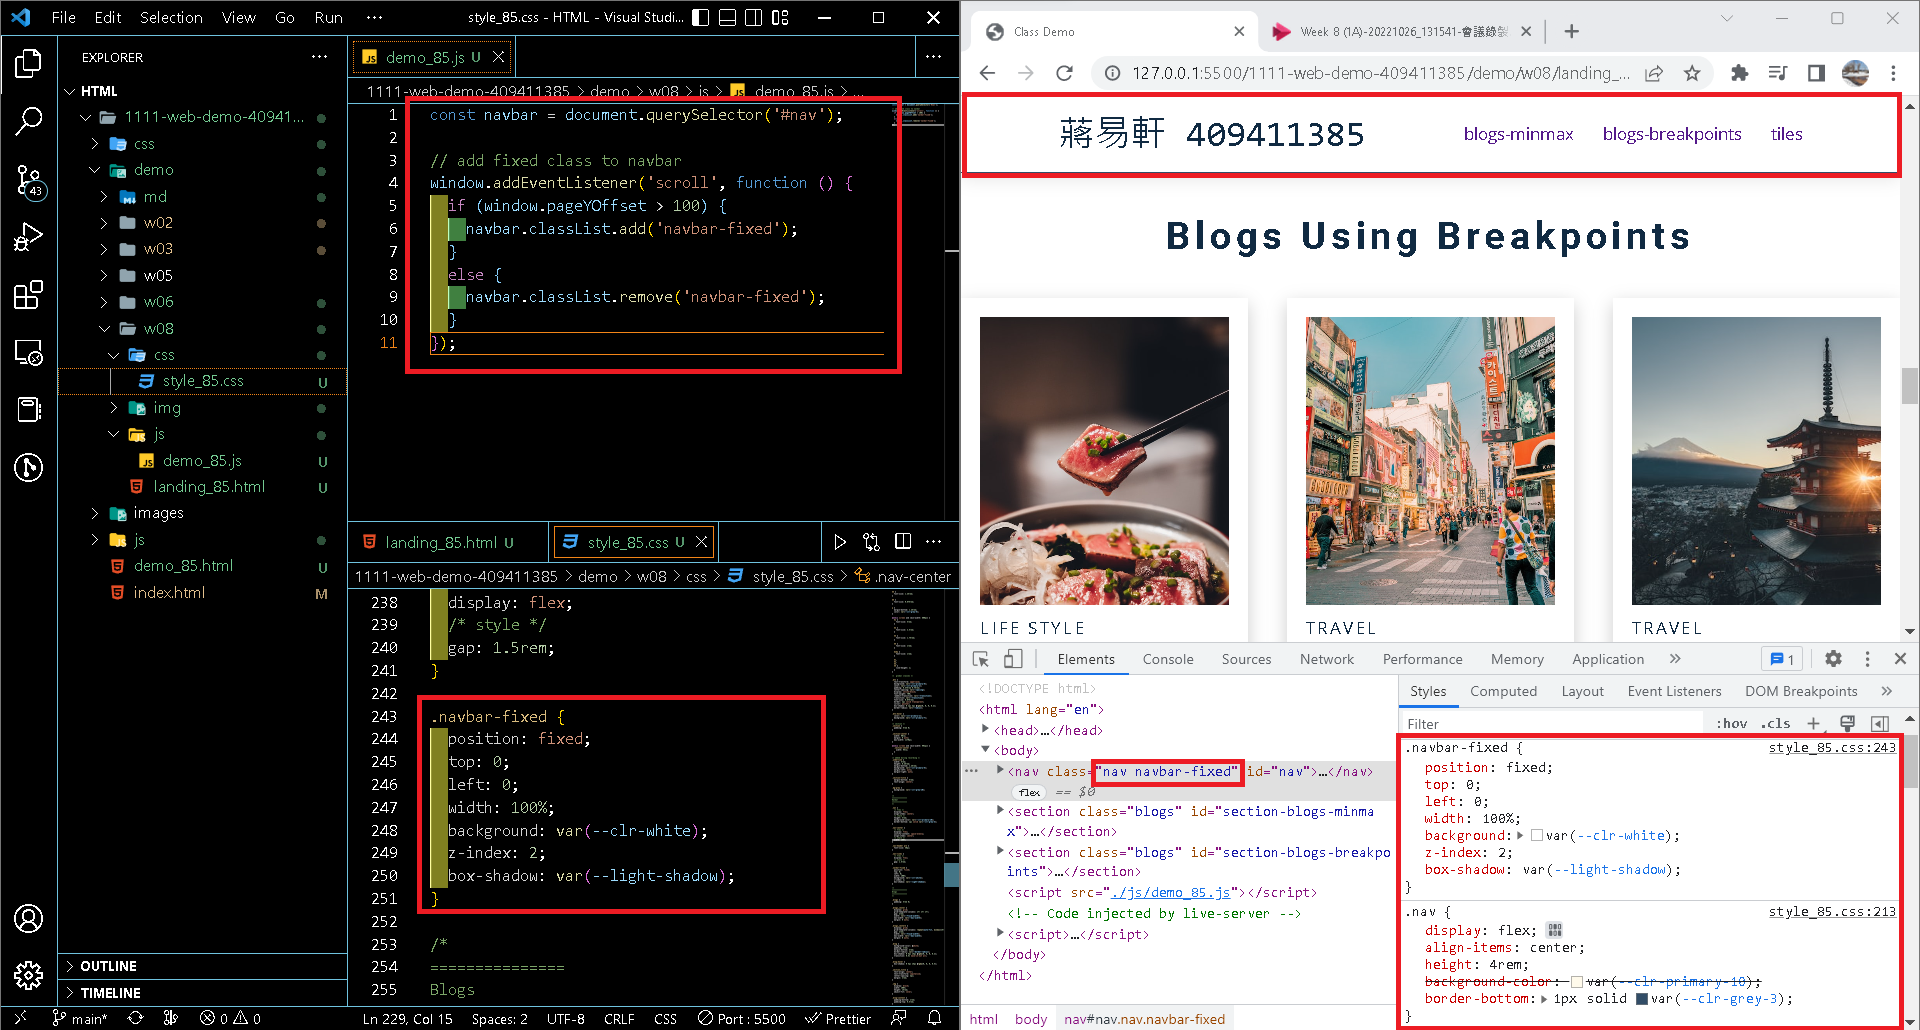 File Edit Selection View Go Run ··· style_85.css - HTML - Visual Studi...
EXPLORER ···
HTML
1111-web-demo-40941...
css
demo
md
w02
w03
w05
w06
w08
css
style_85.css U
img
js
demo_85.js U
landing_85.html U
images
js
demo_85.html U
index.html M
OUTLINE
TIMELINE
43
demo_85.js U
1111-web-demo-409411385 > demo > w08 > js > demo_85.js > ...
1 const navbar = document.querySelector('#nav');
2
3 // add fixed class to navbar
4 window.addEventListener('scroll', function () {
5 if (window.pageYOffset > 100) {
6 navbar.classList.add('navbar-fixed');
7 }
8 else {
9 navbar.classList.remove('navbar-fixed');
10 }
11 });
landing_85.html U style_85.css U
1111-web-demo-409411385 > demo > w08 > css > style_85.css > .nav-center
238 display: flex;
239 /* style */
240 gap: 1.5rem;
241 }
242
243 .navbar-fixed {
244 position: fixed;
245 top: 0;
246 left: 0;
247 width: 100%;
248 background: var(--clr-white);
249 z-index: 2;
250 box-shadow: var(--light-shadow);
251 }
252
253 /*
254 ===============
255 Blogs
main* 0 0 Ln 229, Col 15 Spaces: 2 UTF-8 CRLF CSS Port : 5500 Prettier
Class Demo
Week 8 (1A)-20221026_131541-會議錄製
127.0.0.1:5500/1111-web-demo-409411385/demo/w08/landing_...
蔣易軒 409411385 blogs-minmax blogs-breakpoints tiles
Blogs Using Breakpoints
LIFE STYLE TRAVEL TRAVEL
Elements Console Sources Network Performance Memory Application 1
<!DOCTYPE html>
<html lang="en">
<head>…</head>
<body>
<nav class="nav navbar-fixed" id="nav">…</nav>
flex == $0
<section class="blogs" id="section-blogs-minma
x">…</section>
<section class="blogs" id="section-blogs-breakpo
ints">…</section>
<script src="./js/demo_85.js"></script>
<!-- Code injected by live-server -->
<script>…</script>
</body>
</html>
html body nav#nav.nav.navbar-fixed
Styles Computed Layout Event Listeners DOM Breakpoints
Filter :hov .cls
.navbar-fixed { style_85.css:243
position: fixed;
top: 0;
left: 0;
width: 100%;
background: var(--clr-white);
z-index: 2;
box-shadow: var(--light-shadow);
}
.nav { style_85.css:213
display: flex;
align-items: center;
height: 4rem;
background-color: var(--clr-primary-10);
border-bottom: 1px solid var(--clr-grey-3);
}